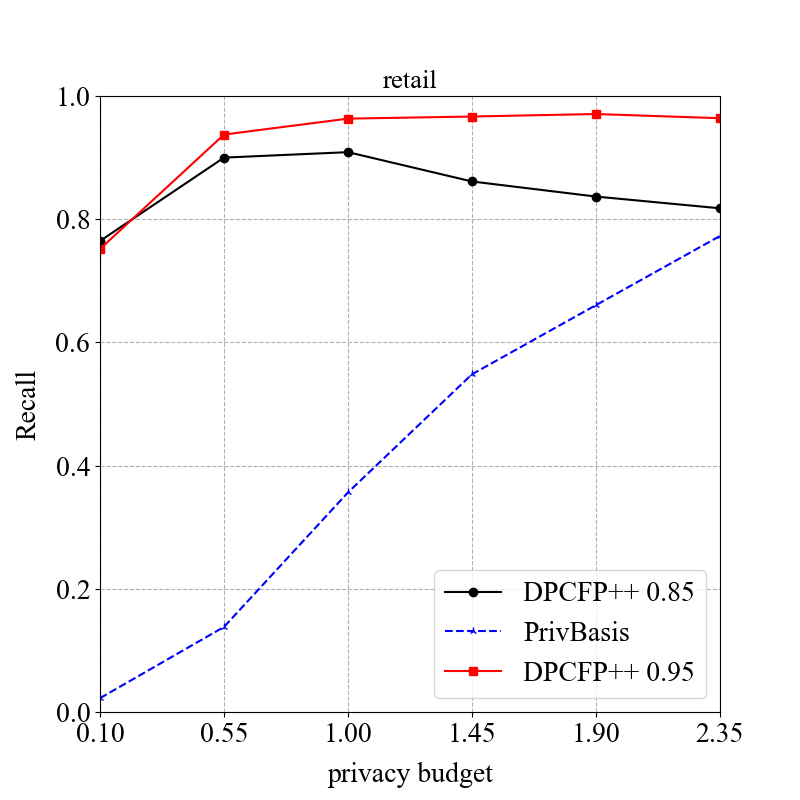 retail
1.0
0.8
0.6
0.4
0.2
0.0
Recall
0.10 0.55 1.00 1.45 1.90 2.35
privacy budget
DPCFP++ 0.85
PrivBasis
DPCFP++ 0.95